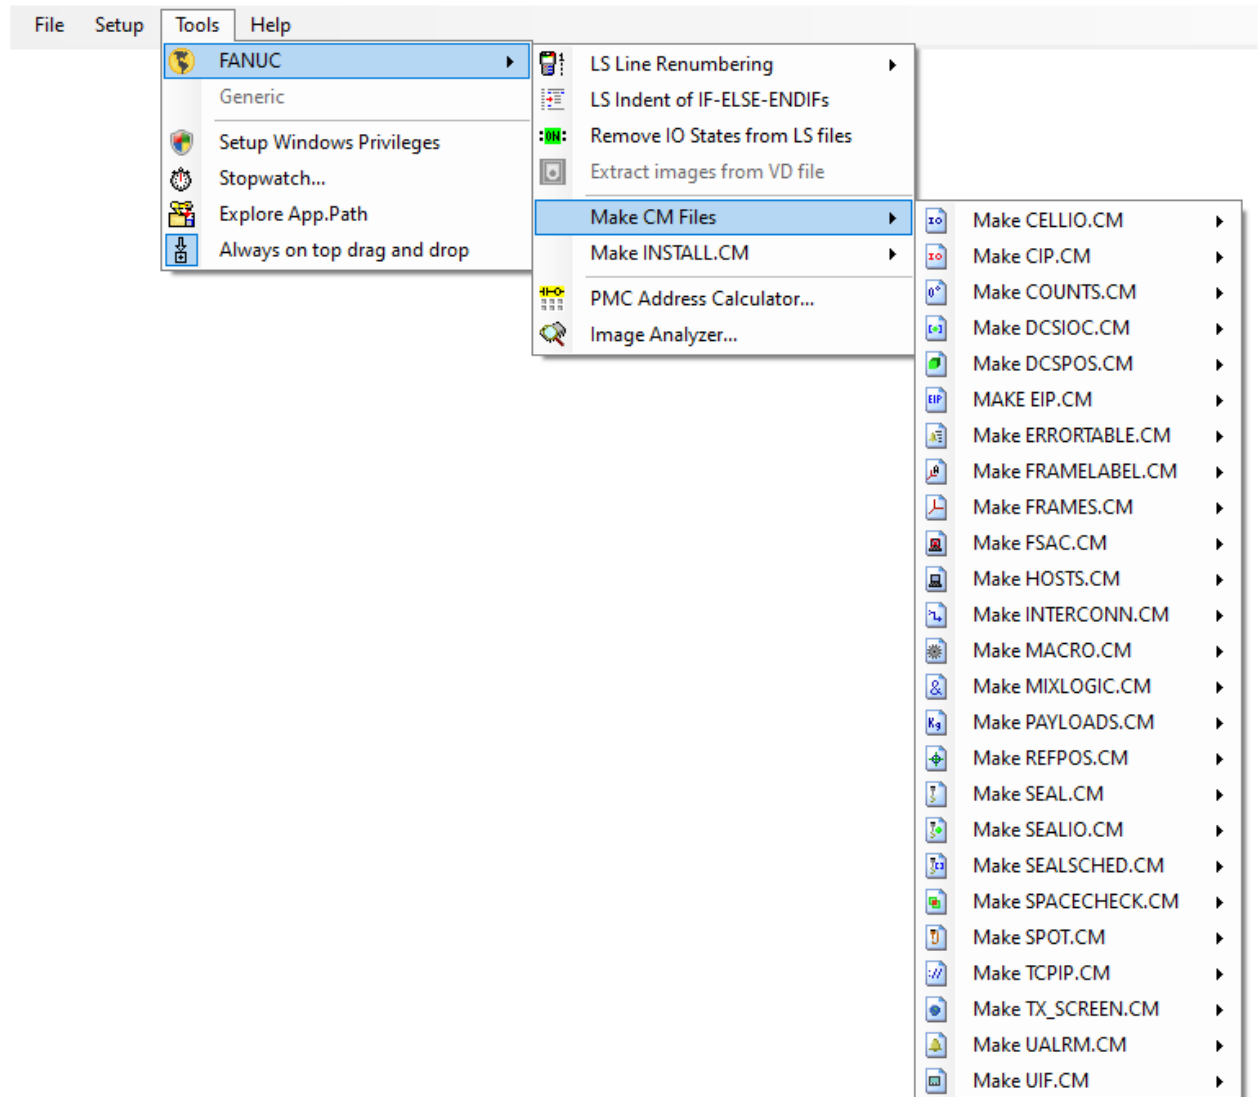 File Setup Tools Help
FANUC
Generic
Setup Windows Privileges
Stopwatch...
Explore App.Path
Always on top drag and drop
LS Line Renumbering
LS Indent of IF-ELSE-ENDIFs
:ON: Remove IO States from LS files
Extract images from VD file
Make CM Files
Make INSTALL.CM
PMC Address Calculator...
Image Analyzer...
IO Make CELLIO.CM
IO Make CIP.CM
Make COUNTS.CM
Make DCSIOC.CM
Make DCSPOS.CM
EIP MAKE EIP.CM
Make ERRORTABLE.CM
Make FRAMELABEL.CM
Make FRAMES.CM
Make FSAC.CM
Make HOSTS.CM
Make INTERCONN.CM
Make MACRO.CM
& Make MIXLOGIC.CM
Kg Make PAYLOADS.CM
Make REFPOS.CM
Make SEAL.CM
Make SEALIO.CM
Make SEALSCHED.CM
Make SPACECHECK.CM
Make SPOT.CM
:// Make TCPIP.CM
Make TX_SCREEN.CM
Make UALRM.CM
Make UIF.CM